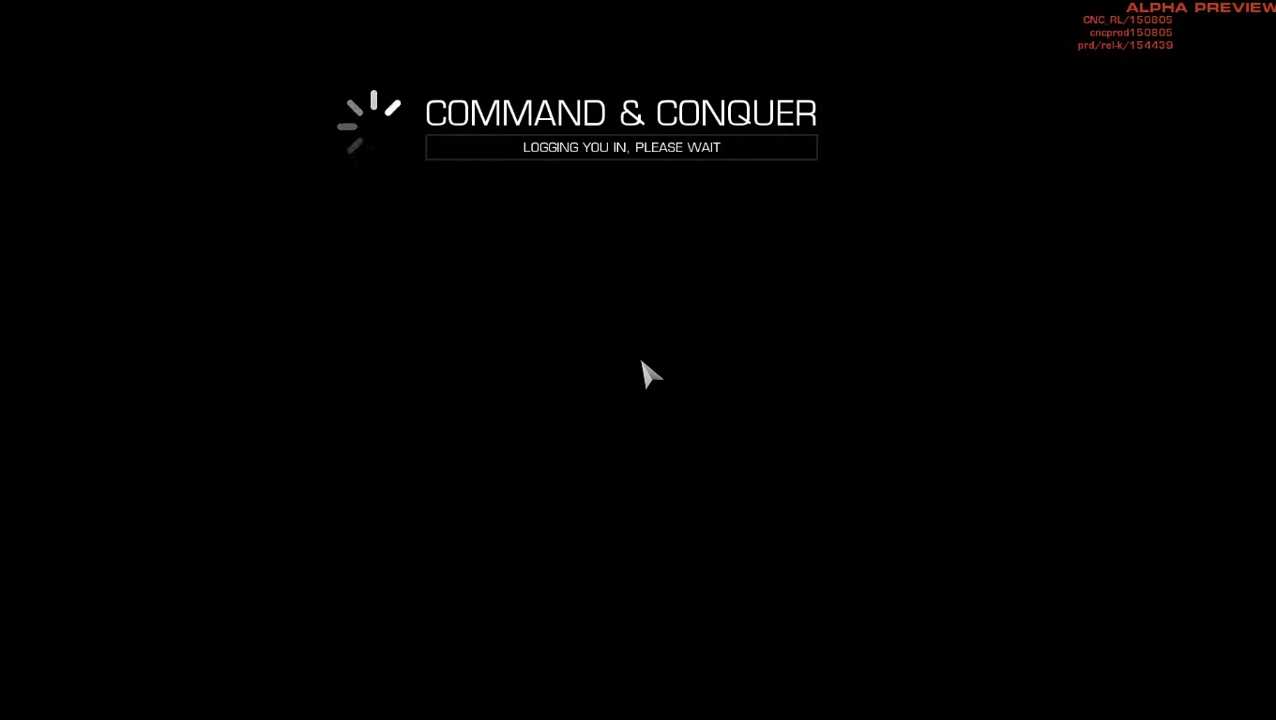 ALPHA PREVIEW
CNC_RL/150805
cncprod150805
prd/rel-k/154439
COMMAND & CONQUER
LOGGING YOU IN, PLEASE WAIT